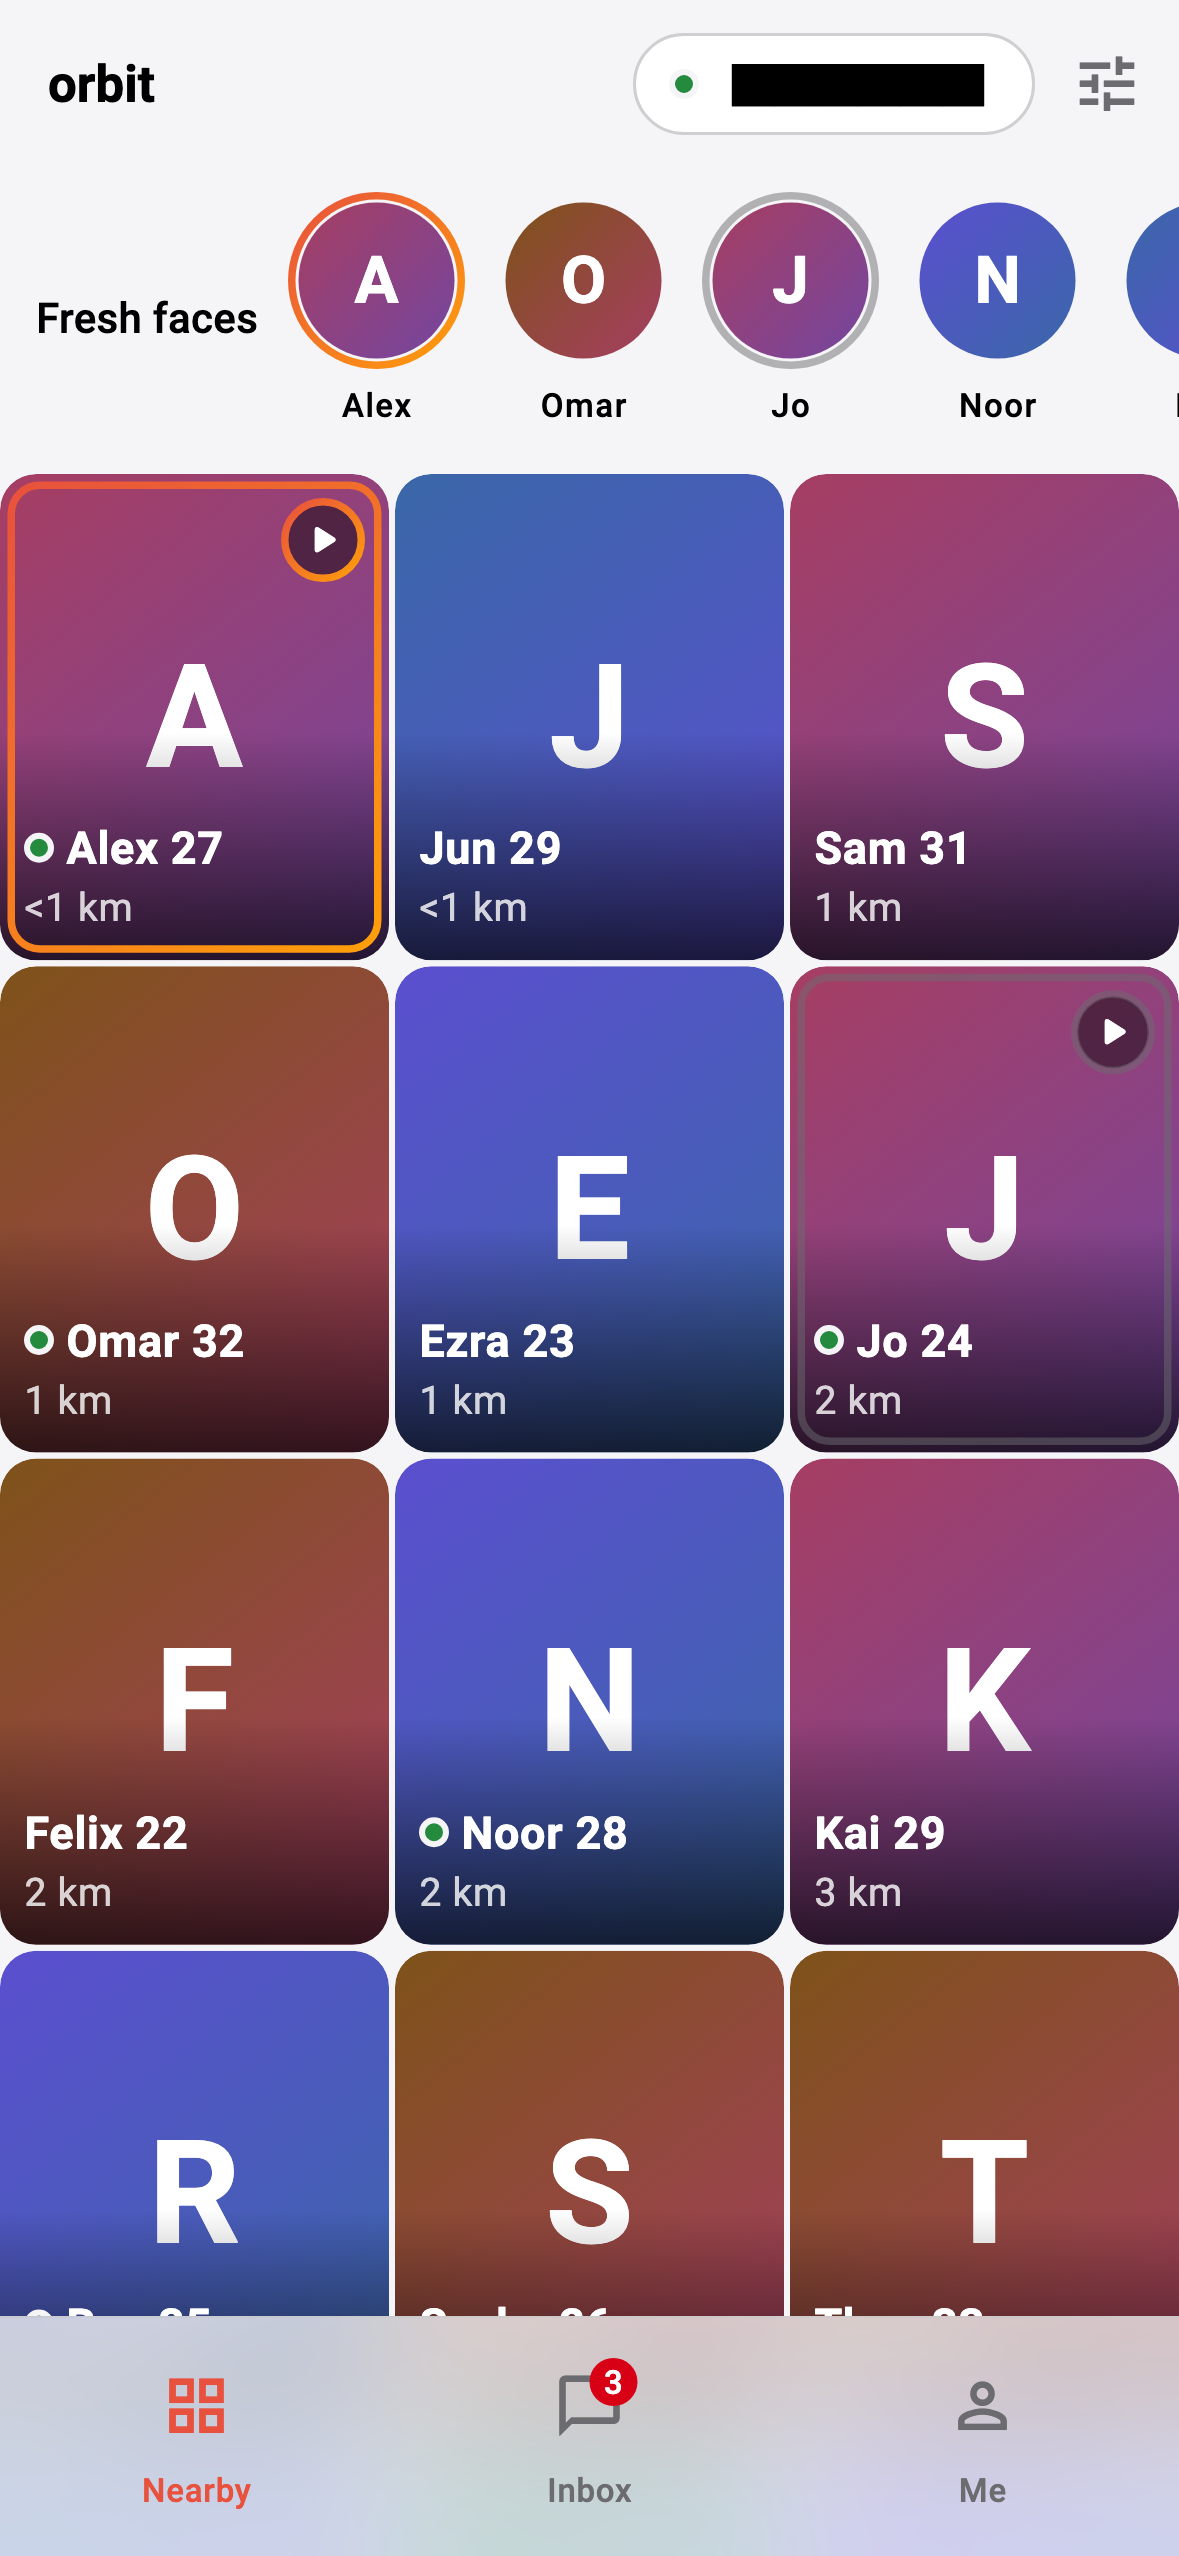 orbit
Fresh faces
A
O
J
N
Alex
Omar
Jo
Noor
A
J
S
Alex 27
<1 km
Jun 29
<1 km
Sam 31
1 km
O
E
J
Omar 32
1 km
Ezra 23
1 km
Jo 24
2 km
F
N
K
Felix 22
2 km
Noor 28
2 km
Kai 29
3 km
R
S
T
3
Nearby
Inbox
Me